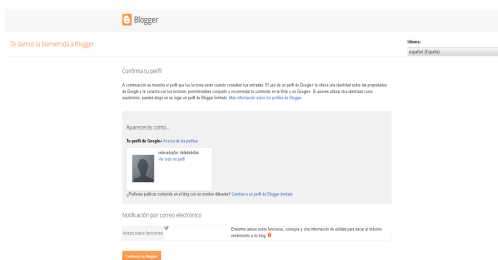 Blogger
Te damos la bienvenida a Blogger
Idioma:
español (España)
Confirma tu perfil
A continuación se muestra el perfil que los lectores verán cuando consulten tus entradas. El uso de un perfil de Google+ te ofrece una identidad sobre las propiedades
de Google y te conecta con los lectores, permitiéndoles compartir y recomendar tu contenido en la Web y en Google+. Si quieres utilizar otra identidad como
seudónimo, puedes elegir en su lugar un perfil de Blogger limitado. Más información sobre los perfiles de Blogger
Aparecerás como...
Tu perfil de Google+ Acerca de los perfiles
Ver todo mi perfil
¿Prefieres publicar contenido en el blog con un nombre diferente? Cambiar a un perfil de Blogger limitado
Notificación por correo electrónico
Avisos sobre funciones
Enviarme avisos sobre funciones, consejos y otra información de utilidad para sacar el máximo
rendimiento a mi blog.
Continuar en Blogger